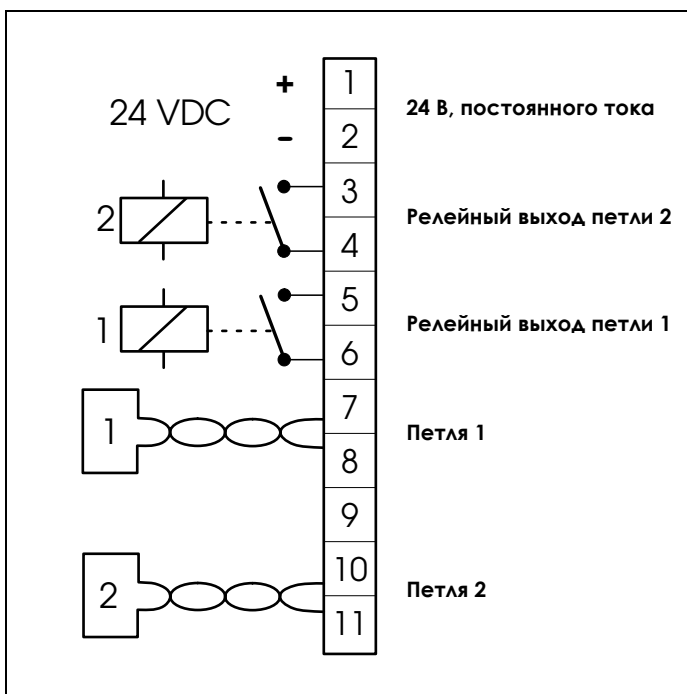 + 1
24 VDC 24 В, постоянного тока
- 2
3
2 Релейный выход петли 2
4
5
1 Релейный выход петли 1
6
7
1 Петля 1
8
9
10
2 Петля 2
11